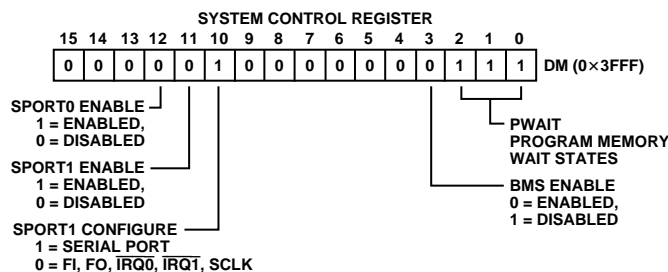 SYSTEM CONTROL REGISTER
15 14 13 12 11 10 9 8 7 6 5 4 3 2 1 0
0 0 0 0 0 1 0 0 0 0 0 0 0 1 1 1 DM (0×3FFF)
SPORT0 ENABLE
1 = ENABLED,
0 = DISABLED
SPORT1 ENABLE
1 = ENABLED,
0 = DISABLED
SPORT1 CONFIGURE
1 = SERIAL PORT
0 = FI, FO, IRQ0, IRQ1, SCLK
PWAIT
PROGRAM MEMORY
WAIT STATES
BMS ENABLE
0 = ENABLED,
1 = DISABLED